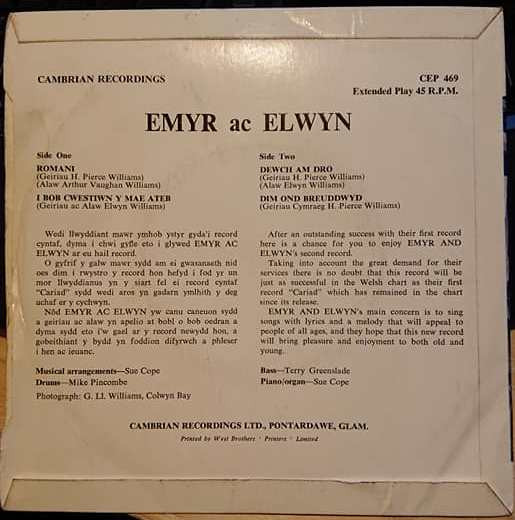 CAMBRIAN RECORDINGS
CEP 469
Extended Play 45 R.P.M.
EMYR ac ELWYN
Side One
ROMANI
(Geiriau H. Pierce Williams)
(Alaw Arthur Vaughan Williams)
I BOB CWESTIWN Y MAE ATEB
(Geiriau ac Alaw Elwyn Williams)
Side Two
DEWCH AM DRO
(Geiriau H. Pierce Williams)
(Alaw Elwyn Williams)
DIM OND BREUDDWYD
(Geiriau Cymraeg H. Pierce Williams)
Wedi llwyddiant mawr ymhob ystyr gyda'i record
cyntaf, dyma i chwi gyfle eto i glywed EMYR AC
ELWYN ar eu hail record.
O gyfrif y galw mawr sydd am ei gwasanaeth nid
oes dim i rwystro y record hon hefyd i fod yr un
mor llwyddianus yn y siart fel ei record cyntaf
"Cariad" sydd wedi aros yn gadarn ymlhith y deg
uchaf er y cychwyn.
Nôd EMYR AC ELWYN yw canu caneuon sydd
a geiriau ac alaw yn apelio at bobl o bob oedran a
dyma sydd eto i'w gael ar y record newydd hon, a
gobeithiant y bydd yn foddion difyrwch a phleser
i hen ac ieuanc.
After an outstanding success with their first record
here is a chance for you to enjoy EMYR AND
ELWYN's second record.
Taking into account the great demand for their
services there is no doubt that this record will be
just as successful in the Welsh chart as their first
record "Cariad" which has remained in the chart
since its release.
EMYR AND ELWYN's main concern is to sing
songs with lyrics and a melody that will appeal to
people of all ages, and they hope that this new record
will bring pleasure and enjoyment to both old and
young.
Musical arrangements—Sue Cope
Drums—Mike Pincombe
Photograph: G. Ll. Williams, Colwyn Bay
Bass—Terry Greenslade
Piano/organ—Sue Cope
CAMBRIAN RECORDINGS LTD., PONTARDAWE, GLAM.
Printed by West Brothers · Printers · Limited